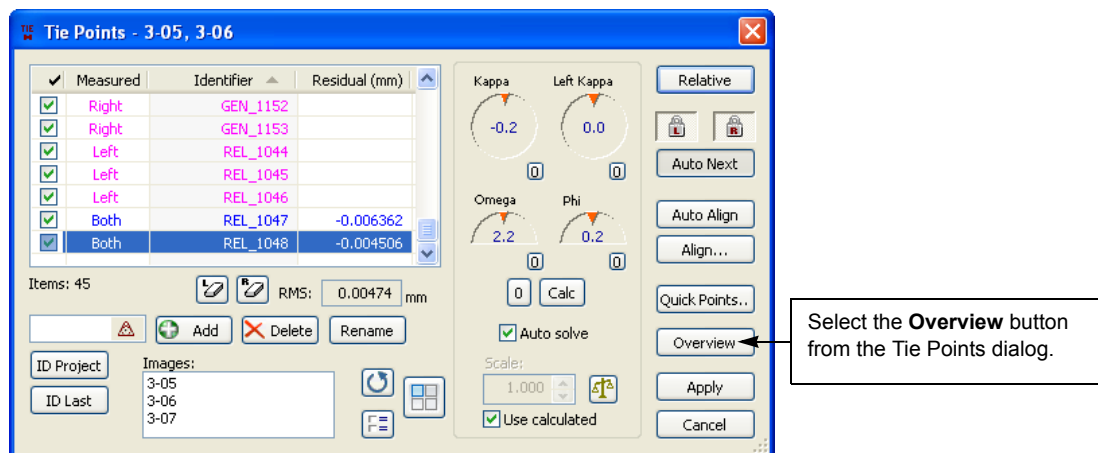 TIE Tie Points - 3-05, 3-06
Measured Identifier Residual (mm)
Right GEN_1152
Right GEN_1153
Left REL_1044
Left REL_1045
Left REL_1046
Both REL_1047 -0.006362
Both REL_1048 -0.004506
Items: 45
L R RMS: 0.00474 mm
Add Delete Rename
ID Project
ID Last
Images:
3-05
3-06
3-07
Kappa Left Kappa
-0.2 0.0
0 0
Omega Phi
2.2 0.2
0 0
0 Calc
Auto solve
Scale:
1.000
Use calculated
Relative
L R
Auto Next
Auto Align
Align...
Quick Points..
Overview
Apply
Cancel
Select the Overview button
from the Tie Points dialog.